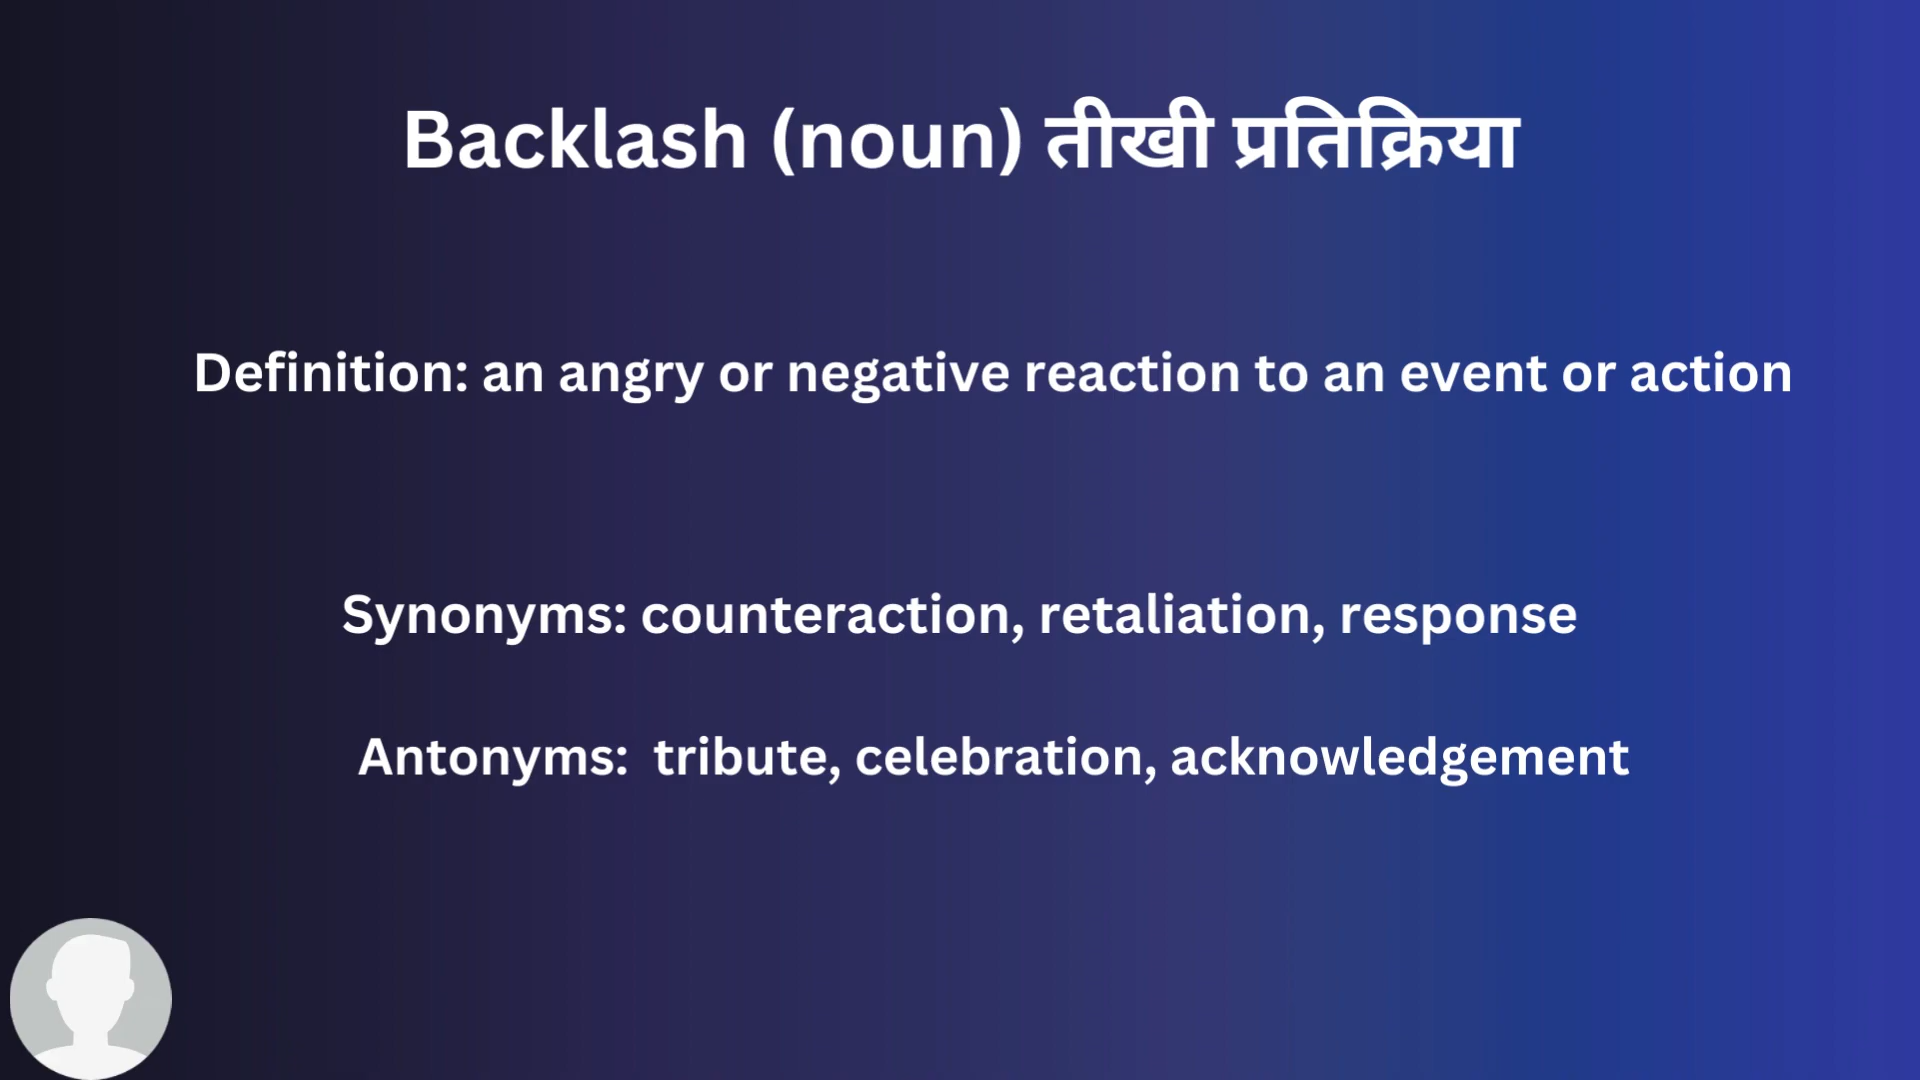 Backlash (noun) तीखी प्रतिक्रिया
Definition: an angry or negative reaction to an event or action
Synonyms: counteraction, retaliation, response
Antonyms: tribute, celebration, acknowledgement